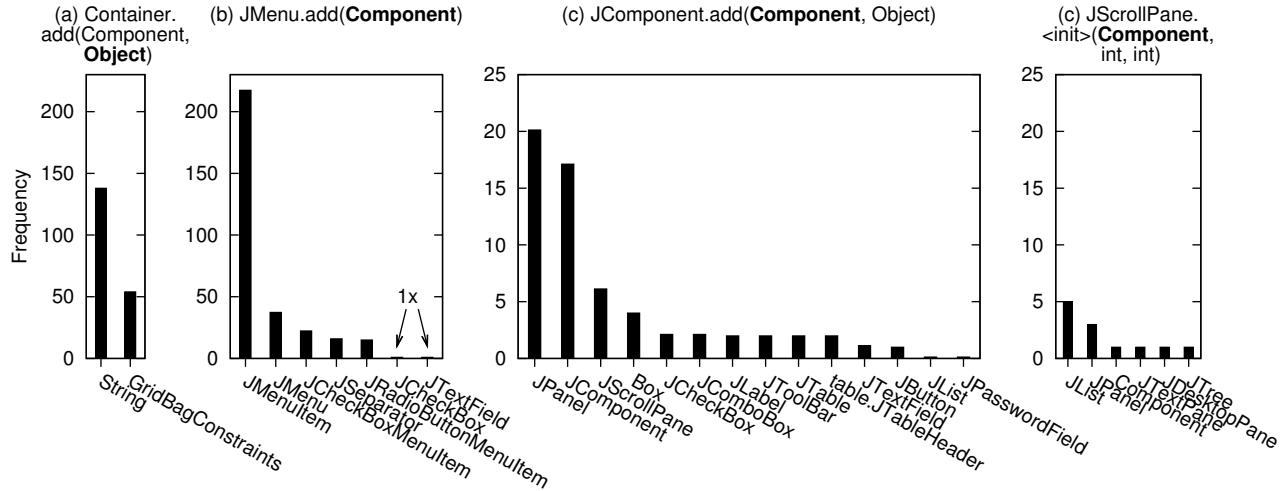 (a) Container.
add(Component,
Object)
(b) JMenu.add(Component)
(c) JComponent.add(Component, Object)
(c) JScrollPane.
<init>(Component,
int, int)
Frequency
200
150
100
50
0
String
GridBagConstraints
200
150
100
50
0
1x
JMenuItem
JMenu
JCheckBoxMenuItem
JSeparator
JRadioButtonMenuItem
JCheckBox
JTextField
25
20
15
10
5
0
JPanel
JComponent
JScrollPane
Box
JCheckBox
JComboBox
JLabel
JToolBar
JTable
table.JTableHeader
JTextField
JButton
JList
JPasswordField
25
20
15
10
5
0
JList
JPanel
Component
JTextPane
JDesktopPane
JTree